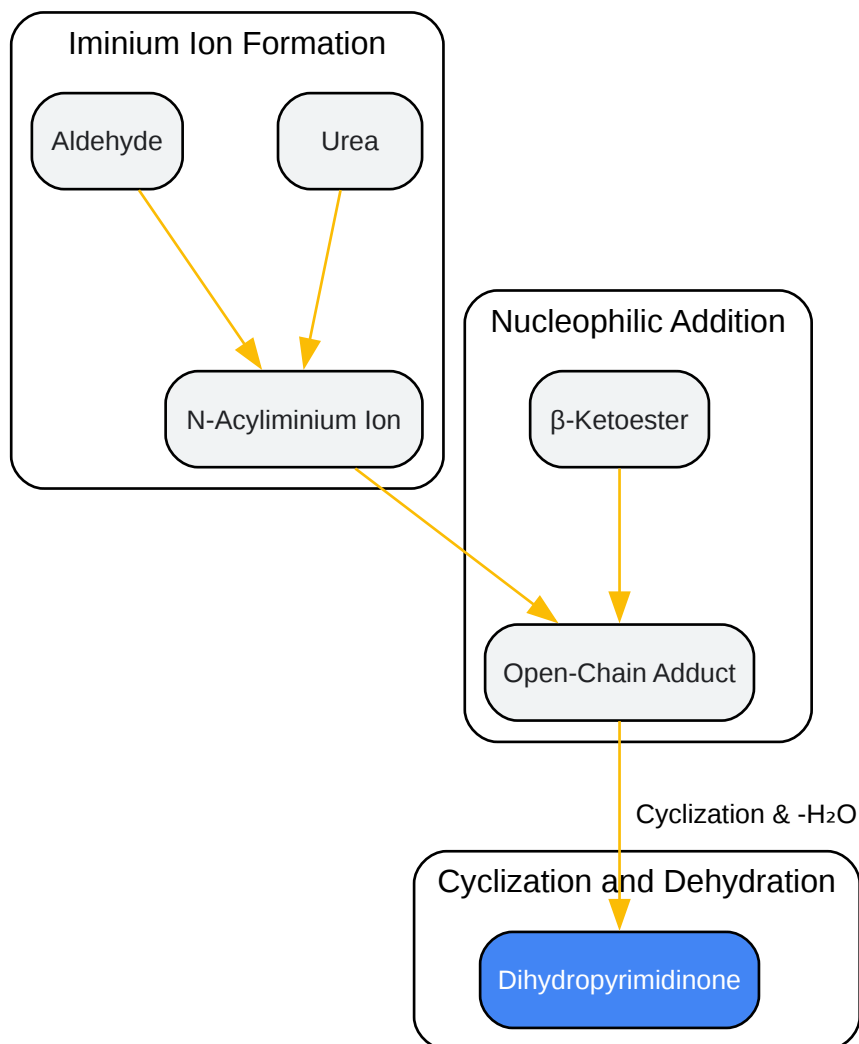 Iminium Ion Formation
Aldehyde
Urea
N-Acyliminium Ion
Nucleophilic Addition
β-Ketoester
Open-Chain Adduct
Cyclization & -H₂O
Cyclization and Dehydration
Dihydropyrimidinone